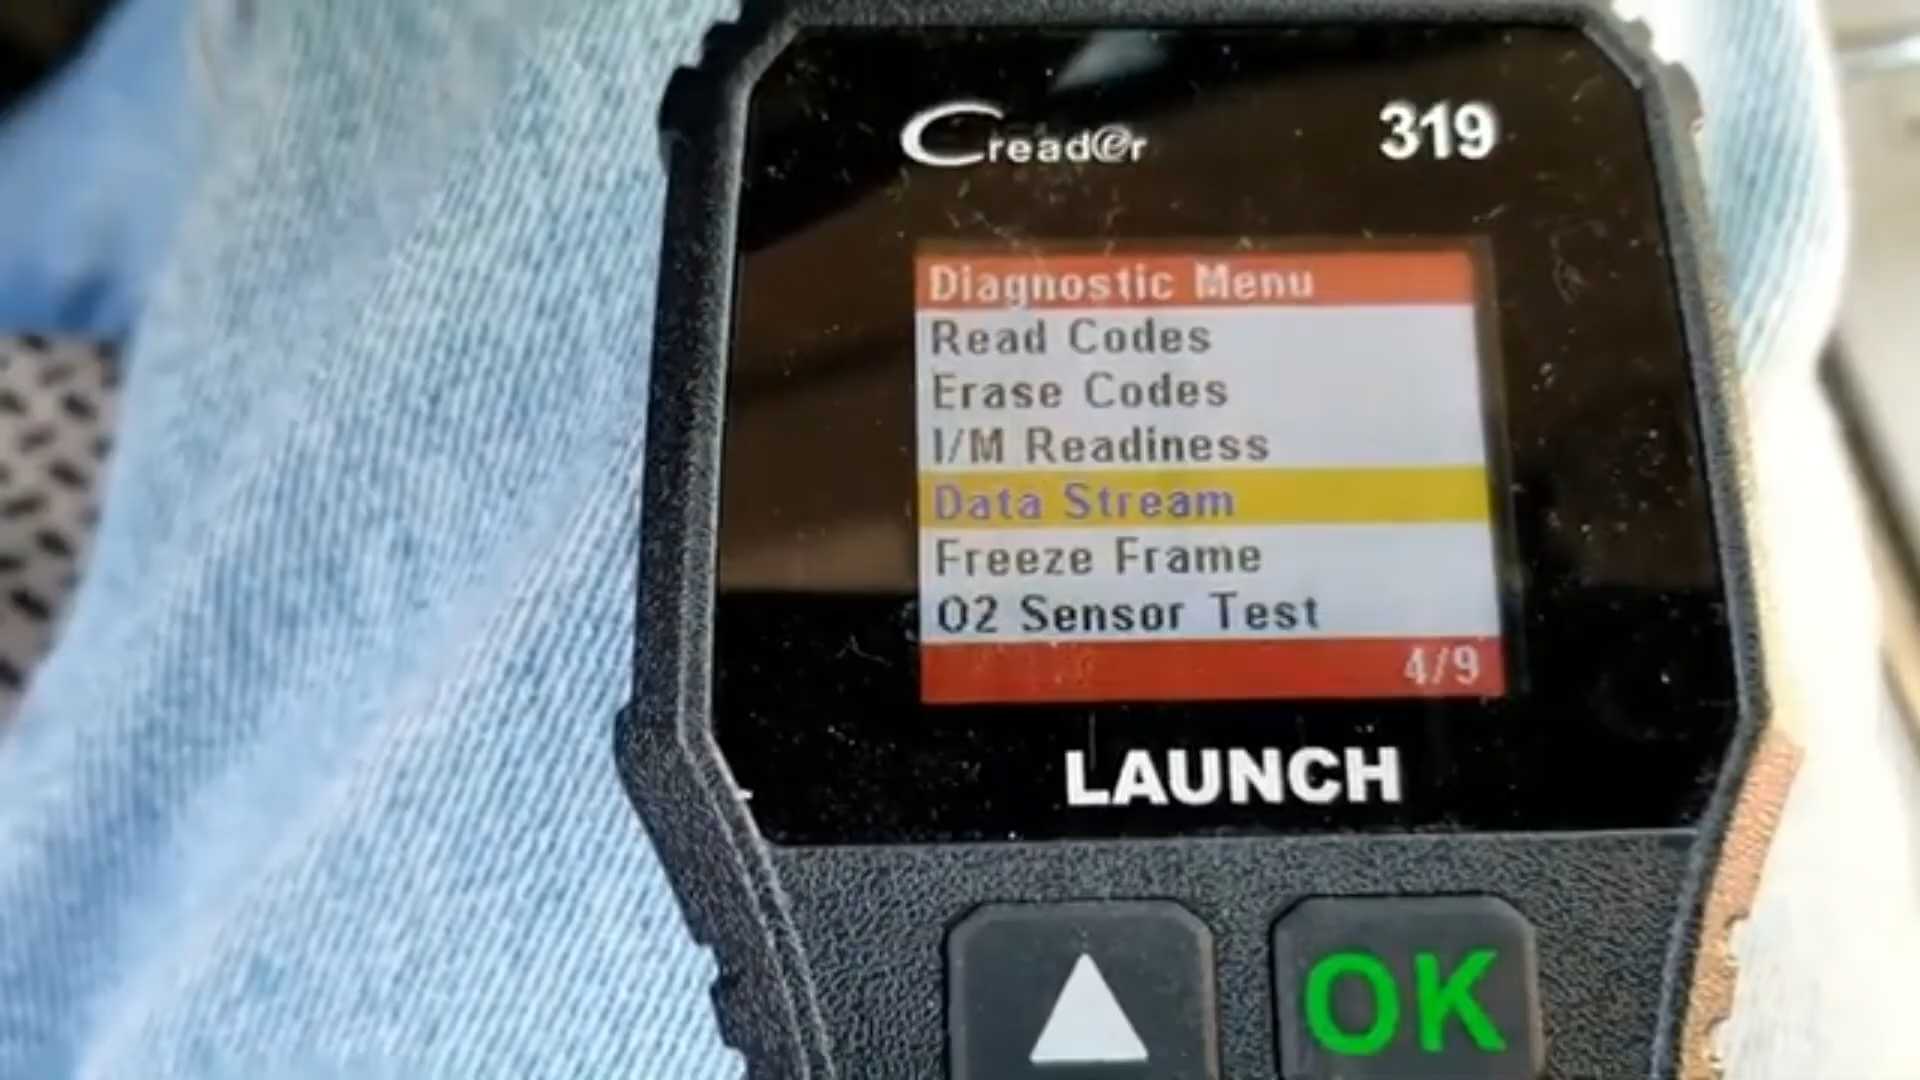 Cread@r 319
Diagnostic Menu
Read Codes
Erase Codes
I/M Readiness
Data Stream
Freeze Frame
O2 Sensor Test
4/9
LAUNCH
OK